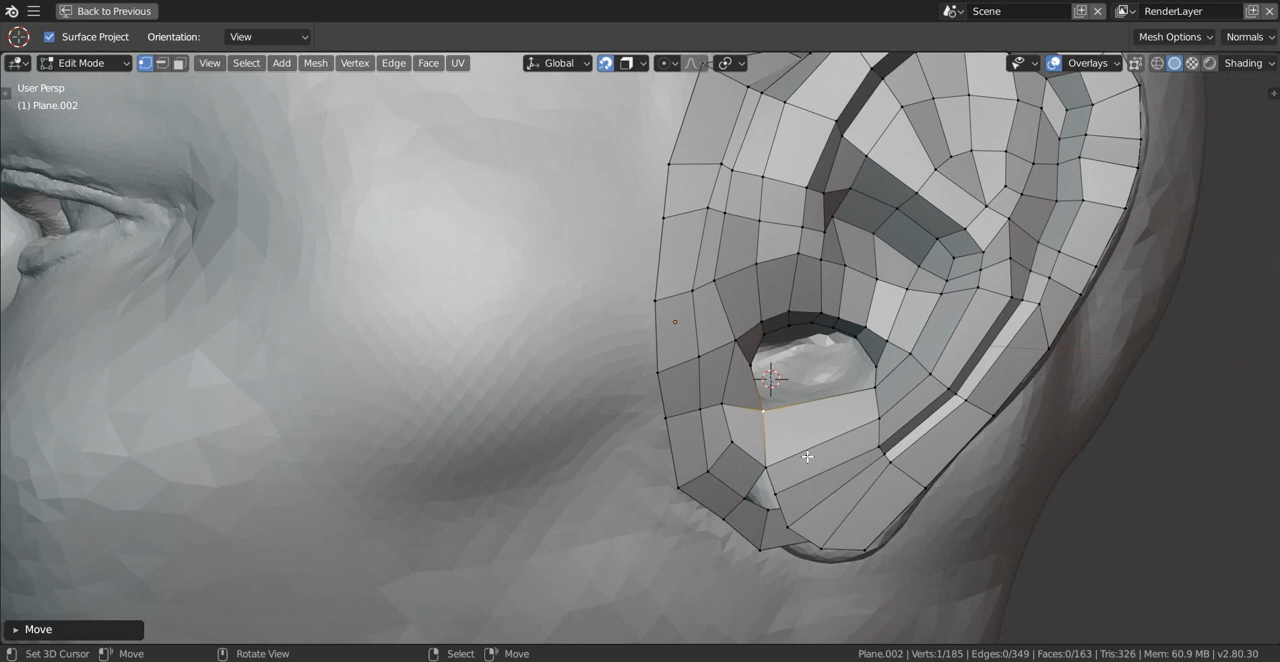 Back to Previous
Scene
RenderLayer
Surface Project
Orientation:
View
Mesh Options
Normals
Edit Mode
View
Select
Add
Mesh
Vertex
Edge
Face
UV
Global
Overlays
Shading
User Persp
(1) Plane.002
Move
Set 3D Cursor
Move
Rotate View
Select
Move
Plane.002 | Verts:1/185 | Edges:0/349 | Faces:0/163 | Tris:326 | Mem: 60.9 MB | v2.80.30